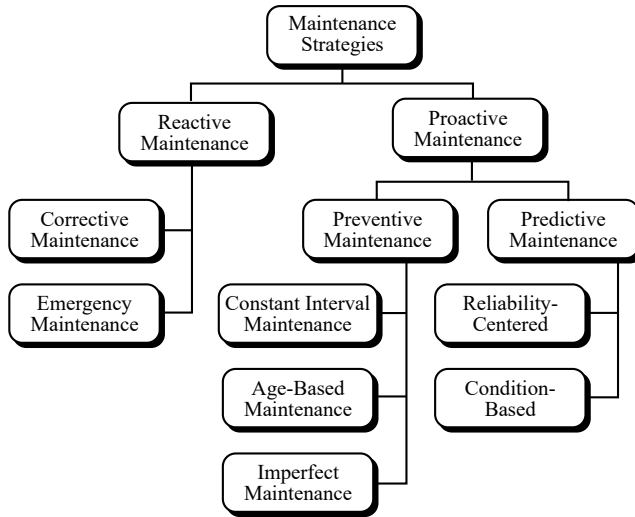 Maintenance
Strategies
Reactive
Maintenance
Proactive
Maintenance
Corrective
Maintenance
Preventive
Maintenance
Predictive
Maintenance
Emergency
Maintenance
Constant Interval
Maintenance
Reliability-
Centered
Age-Based
Maintenance
Condition-
Based
Imperfect
Maintenance